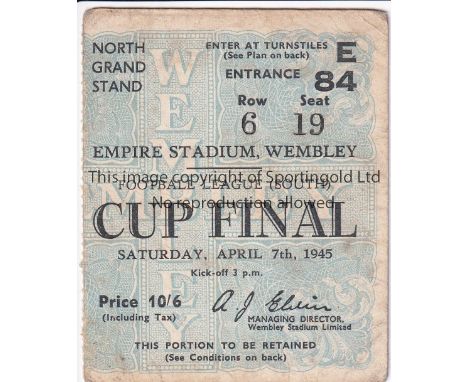 NORTH
GRAND
STAND
ENTER AT TURNSTILES
(See Plan on back)
E
ENTRANCE 84
Row Seat
6 19
EMPIRE STADIUM, WEMBLEY
This image copyright of Sportingold Ltd
FOOTBALL LEAGUE (SOUTH)
No reproduction allowed
CUP FINAL
SATURDAY, APRIL 7th, 1945
Kick-off 3 p.m.
Price 10/6
(Including Tax)
A J Elvin
MANAGING DIRECTOR,
Wembley Stadium Limited
THIS PORTION TO BE RETAINED
(See Conditions on back)
WEMBLEY
WEMBLEY